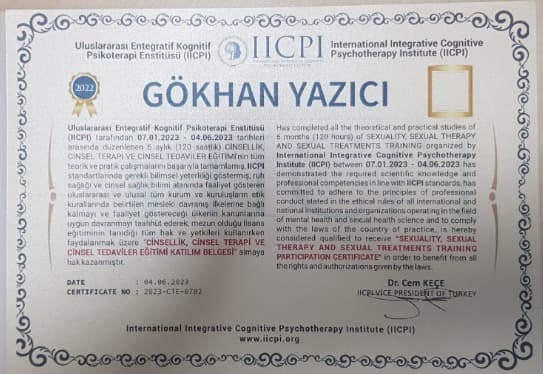 Uluslararası Entegratif Kognitif
Psikoterapi Enstitüsü (IICPI)
IICPI
International Integrative Cognitive
Psychotherapy Institute (IICPI)
2022
GÖKHAN YAZICI
Uluslararası Entegratif Kognitif Psikoterapi Enstitüsü
(IICPI) tarafından 07.01.2023 - 04.06.2023 tarihleri
arasında düzenlenen 6 aylık (120 saatlik) CİNSELLİK,
CİNSEL TERAPİ VE CİNSEL TEDAVİLER EĞİTİMİ'nin tüm
teorik ve pratik çalışmalarını başarıyla tamamlamış, IICPI
standartlarında gerekli bilimsel yeterliği göstermiş, ruh
sağlığı ve cinsel sağlık bilimi alanında faaliyet gösteren
uluslararası ve ulusal tüm kurum ve kuruluşların etik
kurallarında belirtilen mesleki davranış ilkelerine bağlı
kalmayı ve faaliyet göstereceği ülkenin kanunlarına
uygun davranmayı taahhüt ederek, mezun olduğu lisans
eğitiminin tanıdığı tüm hak ve yetkileri kullanırken
faydalanmak üzere "CİNSELLİK, CİNSEL TERAPİ VE
CİNSEL TEDAVİLER EĞİTİMİ KATILIM BELGESİ" almaya
hak kazanmıştır.
Has completed all the theoretical and practical studies of
6 months (120 hours) of SEXUALITY, SEXUAL THERAPY
AND SEXUAL TREATMENTS TRAINING organized by
International Integrative Cognitive Psychotherapy
Institute (IICPI) between 07.01.2023 - 04.06.2023 has
demonstrated the required scientific knowledge and
professional competencies in line with IICPI standards, has
committed to adhere to the principles of professional
conduct stated in the ethical rules of all international and
national institutions and organizations operating in the field
of mental health and sexual health science and to comply
with the laws of the country of practice, is hereby
considered qualified to receive "SEXUALITY, SEXUAL
THERAPY AND SEXUAL TREATMENTS TRAINING
PARTICIPATION CERTIFICATE" in order to benefit from all
the rights and authorizations given by the laws.
DATE : 04.06.2023
CERTIFICATE NO : 2023-CTE-0782
Dr. Cem KEÇE
IICPI VICE PRESIDENT OF TURKEY
International Integrative Cognitive Psychotherapy Institute (IICPI)
www.iicpi.org